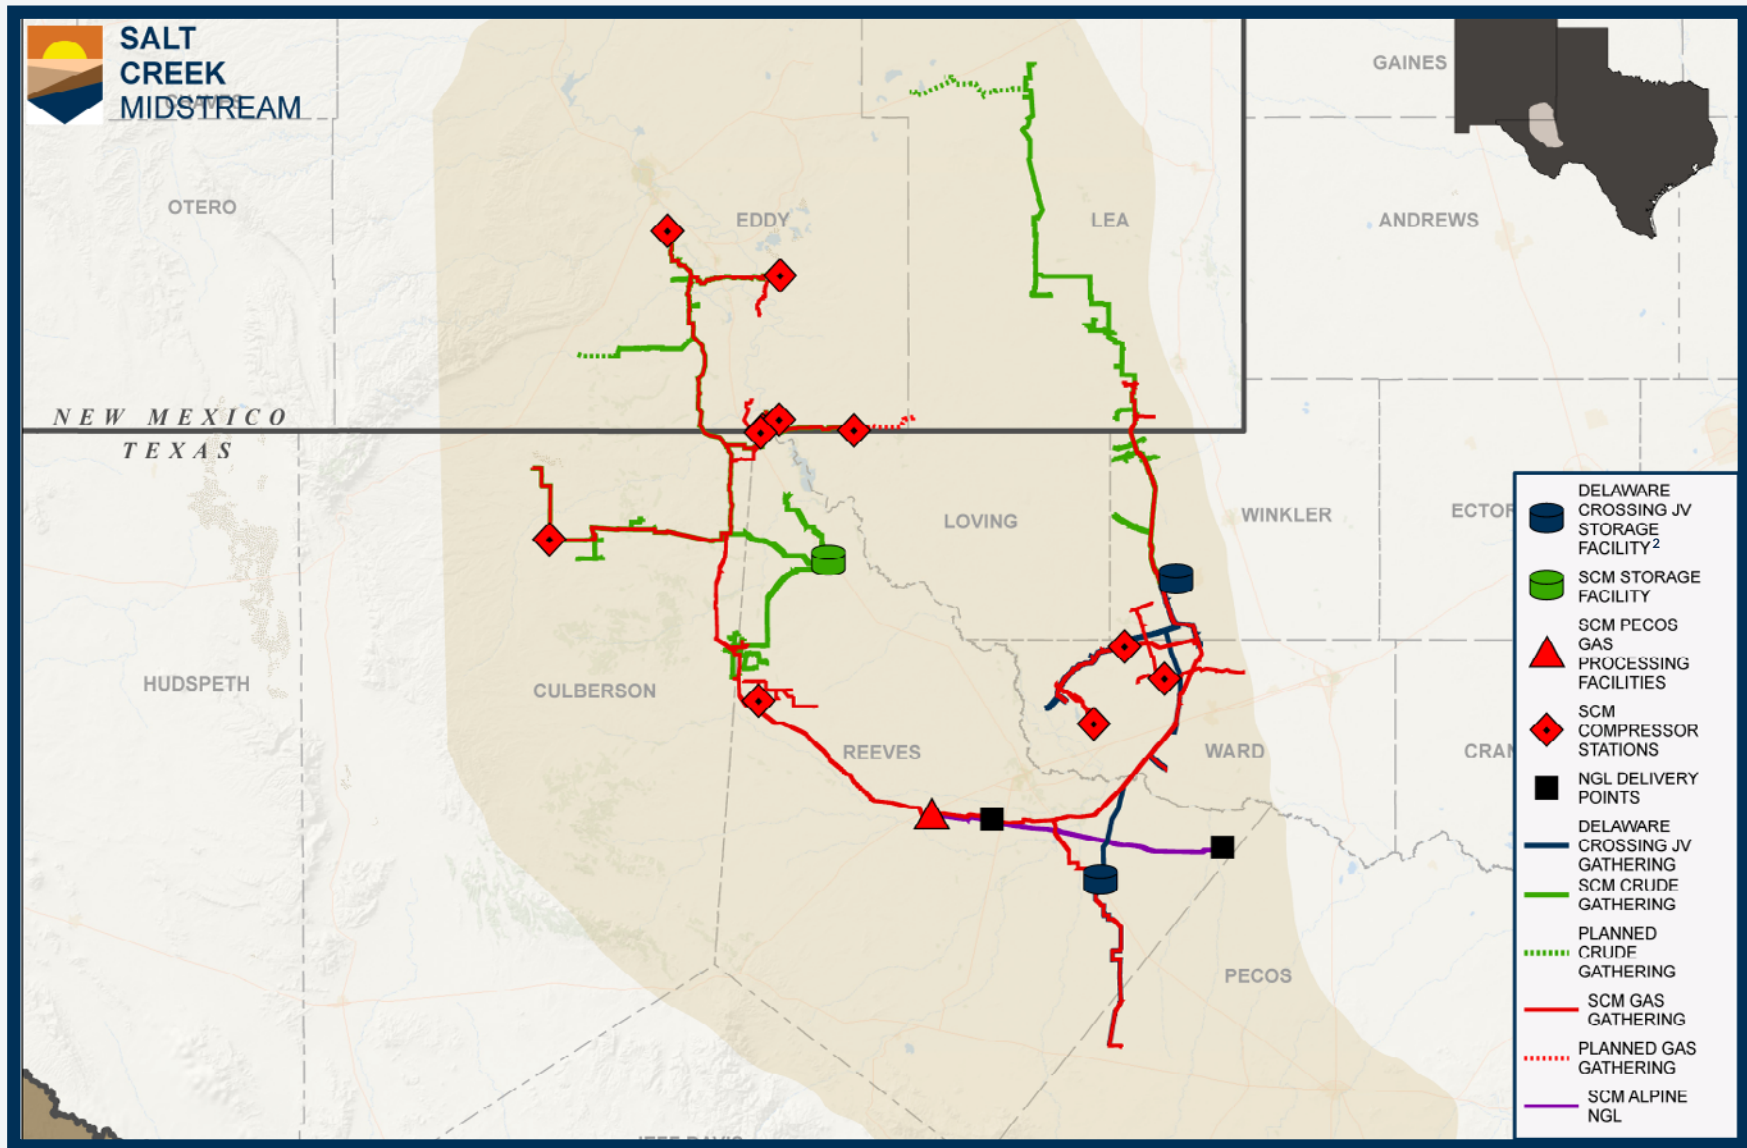 SALT
CREEK
MIDSTREAM
CHAVES
GAINES
OTERO
EDDY
LEA
ANDREWS
NEW MEXICO
TEXAS
LOVING
WINKLER
ECTOR
HUDSPETH
CULBERSON
REEVES
WARD
CRAN
PECOS
JEFF DAVIS
DELAWARE
CROSSING JV
STORAGE
FACILITY²
SCM STORAGE
FACILITY
SCM PECOS
GAS
PROCESSING
FACILITIES
SCM
COMPRESSOR
STATIONS
NGL DELIVERY
POINTS
DELAWARE
CROSSING JV
GATHERING
SCM CRUDE
GATHERING
PLANNED
CRUDE
GATHERING
SCM GAS
GATHERING
PLANNED GAS
GATHERING
SCM ALPINE
NGL